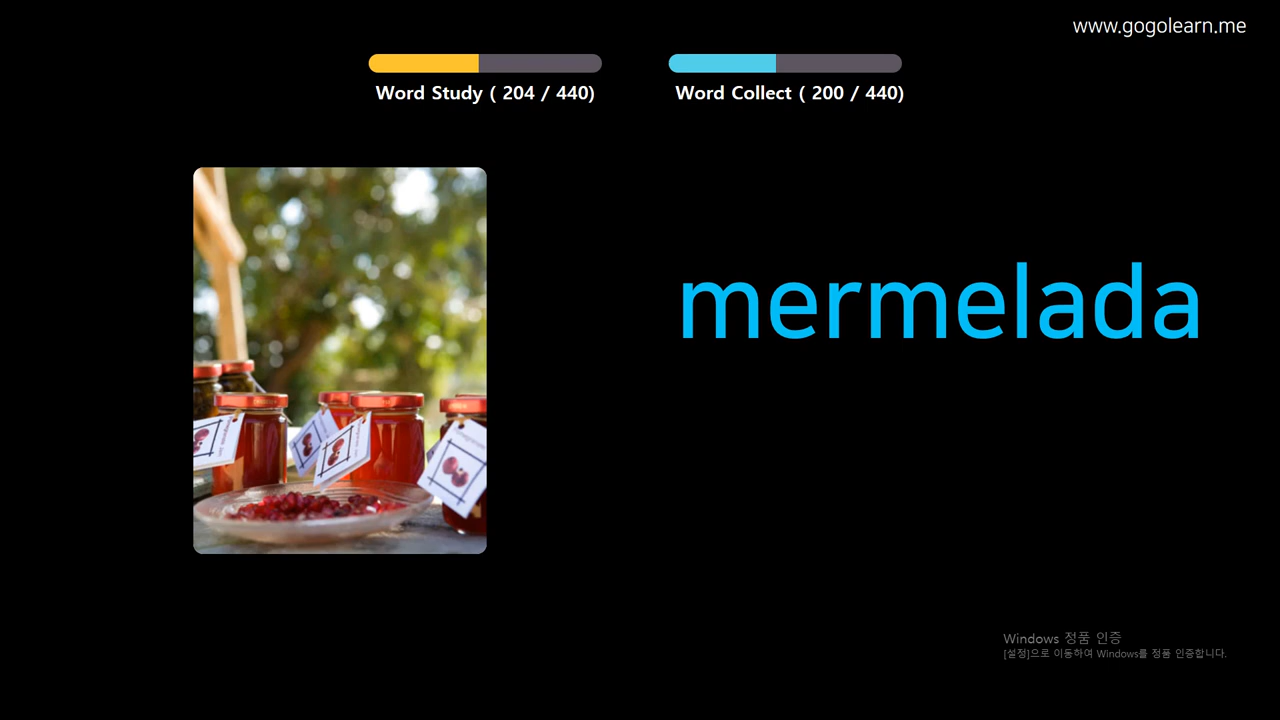 www.gogolearn.me
Word Study ( 204 / 440)
Word Collect ( 200 / 440)
mermelada
Windows 정품 인증
[설정]으로 이동하여 Windows를 정품 인증합니다.